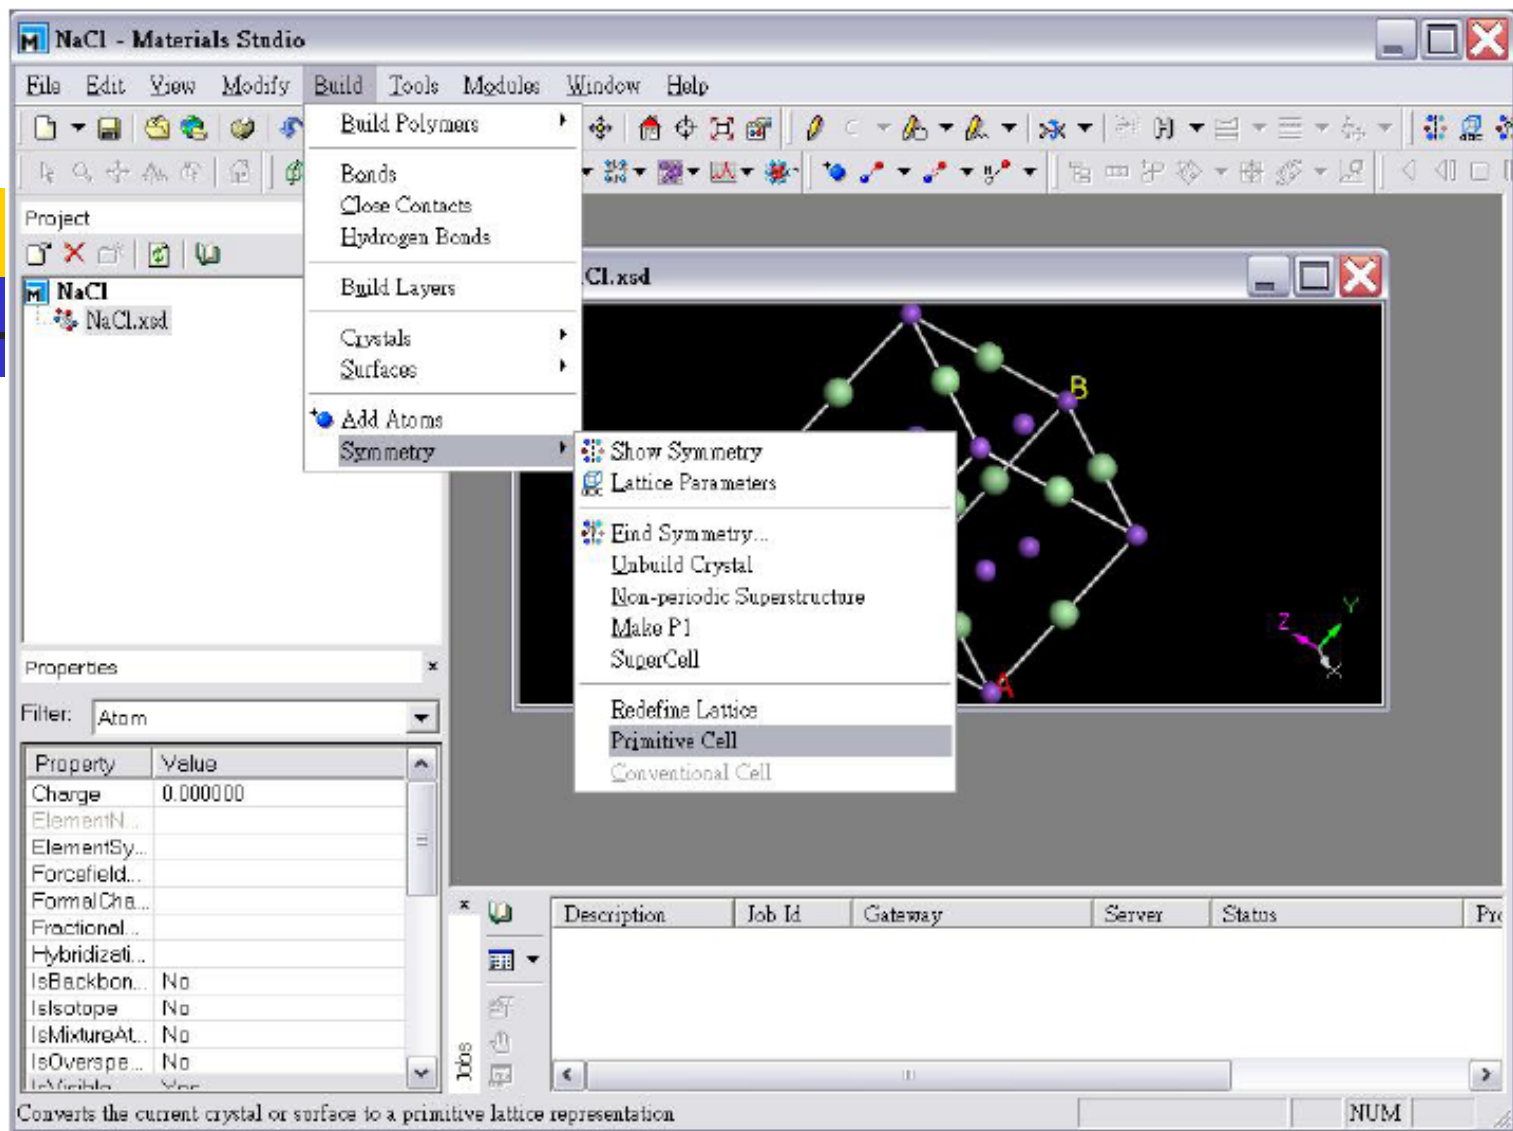 NaCl - Materials Studio
File Edit View Modify Build Tools Modules Window Help
Build Polymers
Bonds
Close Contacts
Hydrogen Bonds
Build Layers
Crystals
Surfaces
Add Atoms
Symmetry
Show Symmetry
Lattice Parameters
Find Symmetry...
Unbuild Crystal
Non-periodic Superstructure
Make P1
SuperCell
Redefine Lattice
Primitive Cell
Conventional Cell
Project
NaCl
NaCl.xsd
Cl.xsd
B
A
Z Y
X
Properties
Filter: Atom
Property Value
Charge 0.000000
ElementN...
ElementSy...
Forcefield...
FormalCha...
Fractional...
Hybridizati...
IsBackbon... No
IsIsotope No
IsMixtureAt... No
IsOverspe... No
IsVisible Yes
Jobs
Description Job Id Gateway Server Status Pro
Converts the current crystal or surface to a primitive lattice representation
NUM